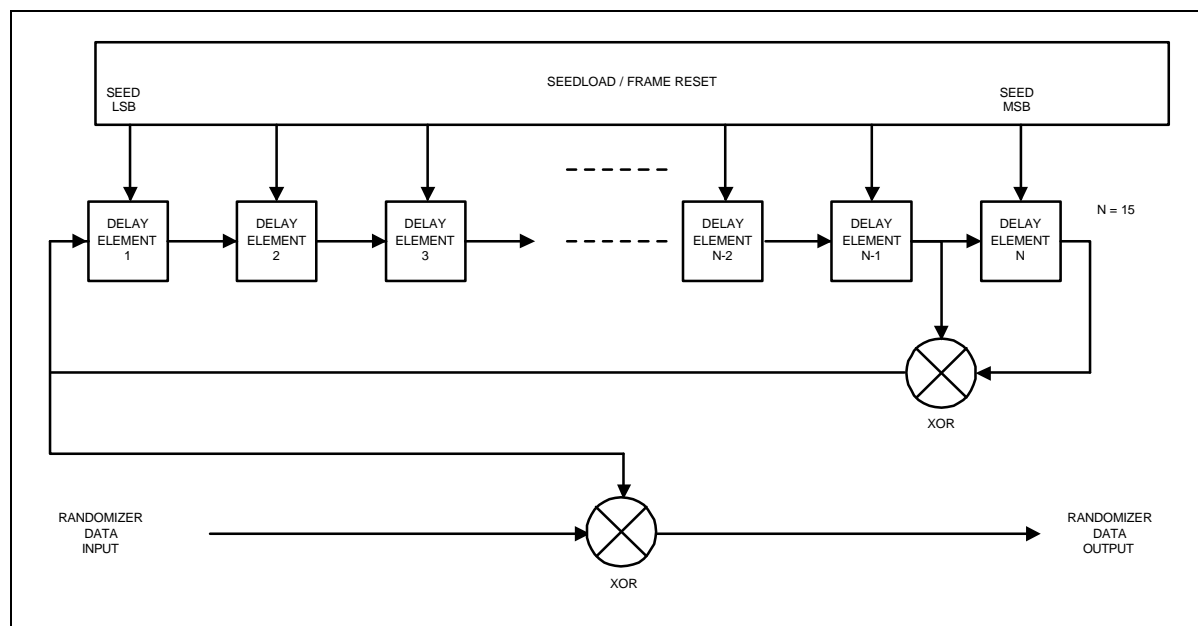 SEEDLOAD / FRAME RESET
SEED
LSB
SEED
MSB
DELAY
ELEMENT
1
DELAY
ELEMENT
2
DELAY
ELEMENT
3
DELAY
ELEMENT
N-2
DELAY
ELEMENT
N-1
DELAY
ELEMENT
N
N = 15
XOR
RANDOMIZER
DATA
INPUT
XOR
RANDOMIZER
DATA
OUTPUT